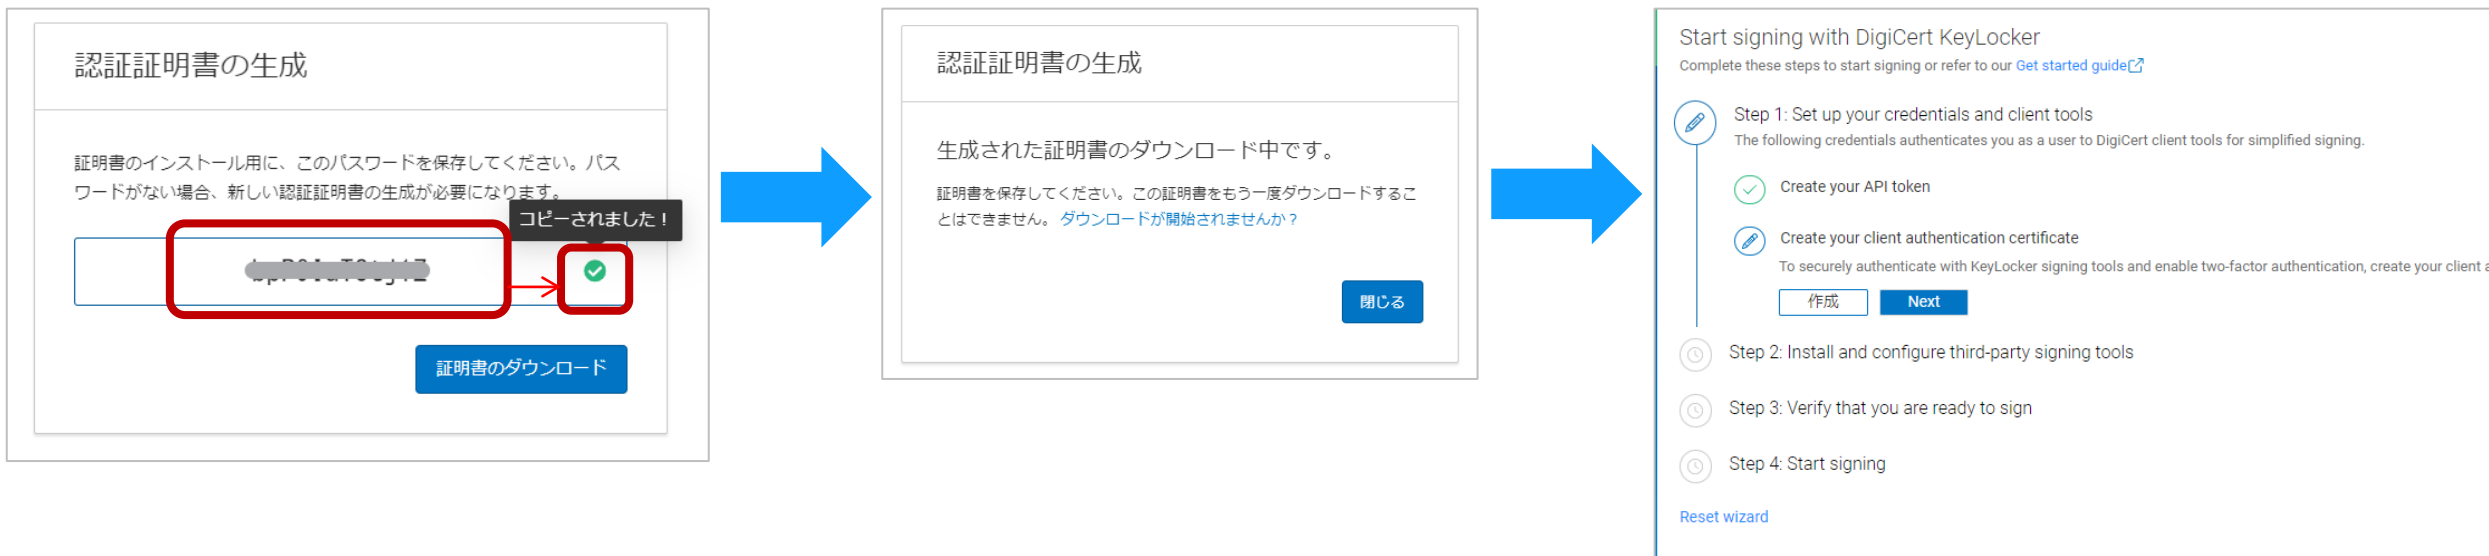 認証証明書の生成
証明書のインストール用に、このパスワードを保存してください。パス
ワードがない場合、新しい認証証明書の生成が必要になります。
コピーされました！
証明書のダウンロード
認証証明書の生成
生成された証明書のダウンロード中です。
証明書を保存してください。この証明書をもう一度ダウンロードするこ
とはできません。 ダウンロードが開始されませんか？
閉じる
Start signing with DigiCert KeyLocker
Complete these steps to start signing or refer to our Get started guide
Step 1: Set up your credentials and client tools
The following credentials authenticates you as a user to DigiCert client tools for simplified signing.
Create your API token
Create your client authentication certificate
To securely authenticate with KeyLocker signing tools and enable two-factor authentication, create your client a
作成 Next
Step 2: Install and configure third-party signing tools
Step 3: Verify that you are ready to sign
Step 4: Start signing
Reset wizard